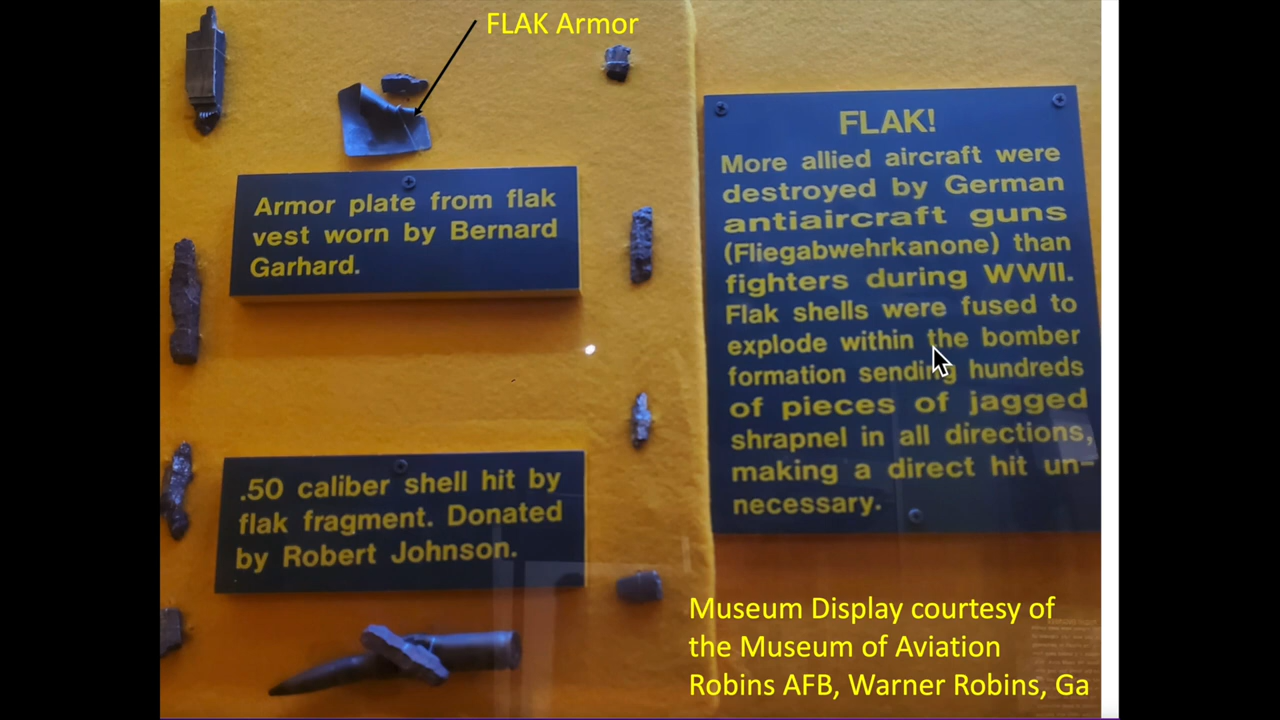 FLAK Armor
Armor plate from flak
vest worn by Bernard
Garhard.
.50 caliber shell hit by
flak fragment. Donated
by Robert Johnson.
FLAK!
More allied aircraft were
destroyed by German
antiaircraft guns
(Fliegabwehrkanone) than
fighters during WWII.
Flak shells were fused to
explode within the bomber
formation sending hundreds
of pieces of jagged
shrapnel in all directions,
making a direct hit un-
necessary.
Museum Display courtesy of
the Museum of Aviation
Robins AFB, Warner Robins, Ga